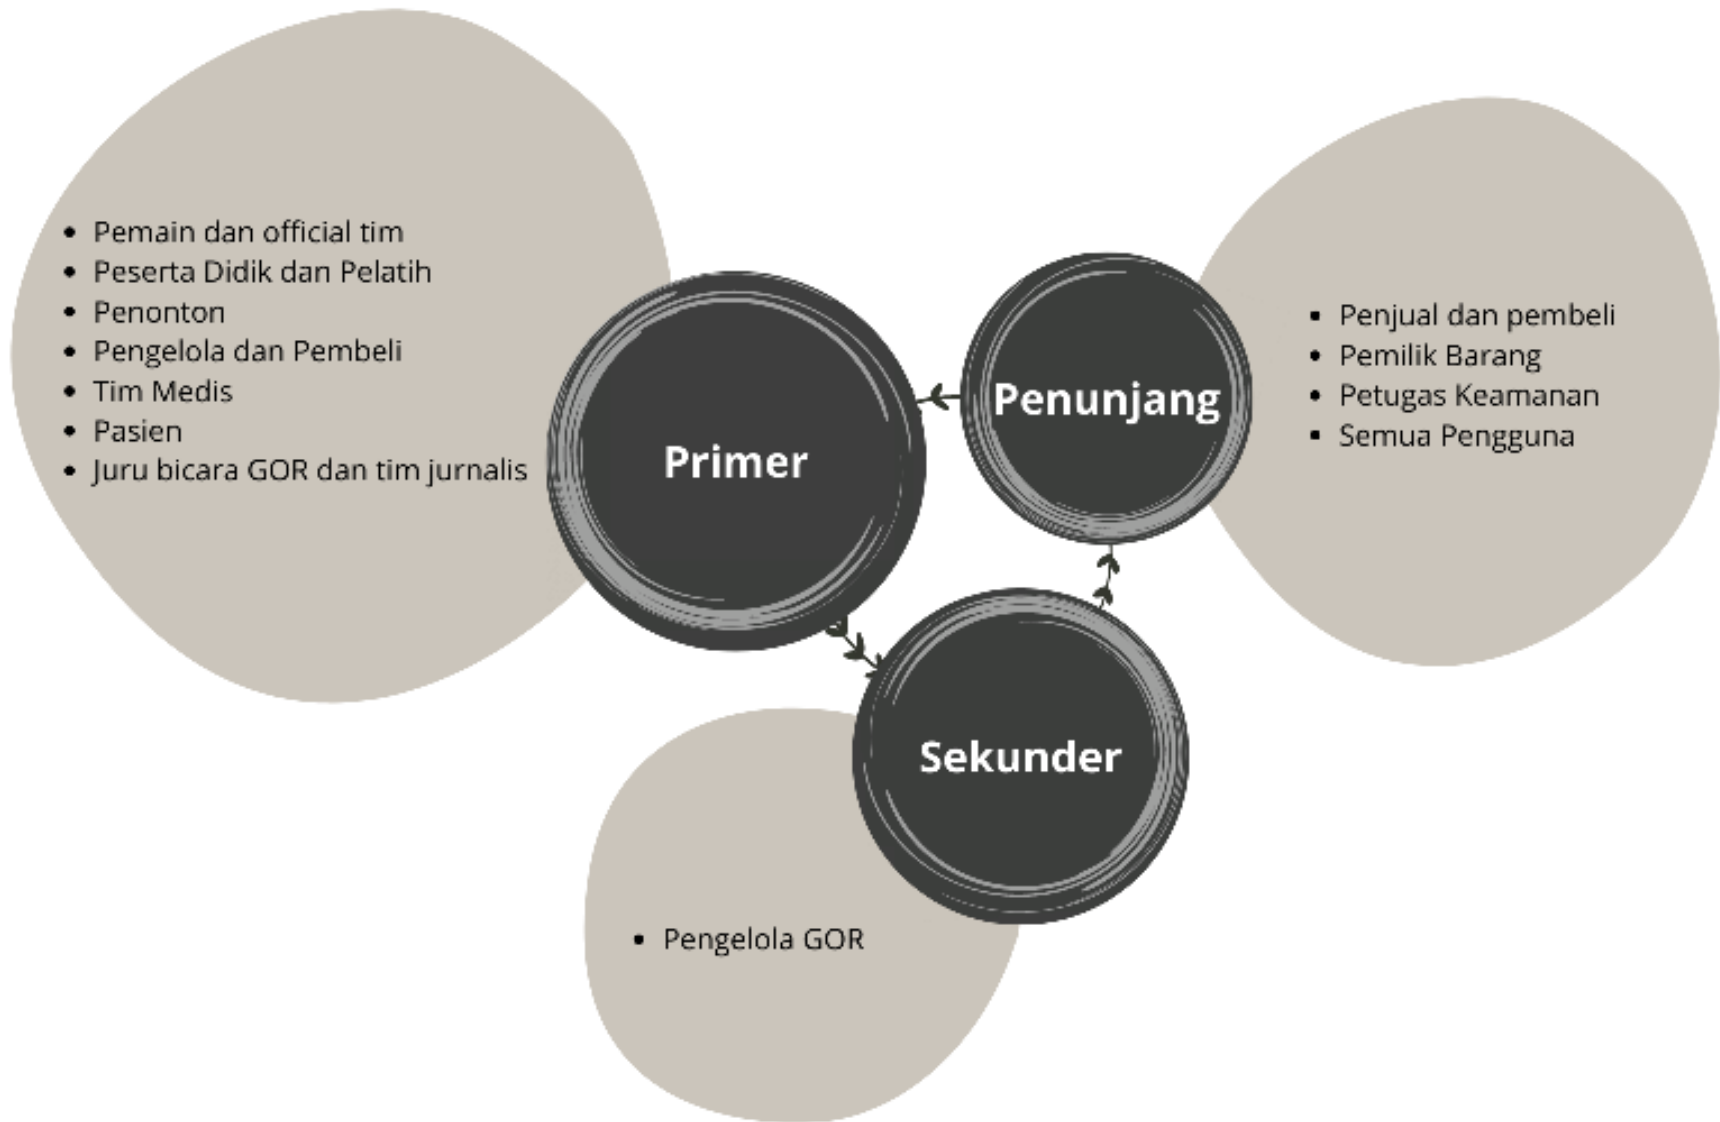 Pemain dan official tim
Peserta Didik dan Pelatih
Penonton
Pengelola dan Pembeli
Tim Medis
Pasien
Juru bicara GOR dan tim jurnalis
Primer
Penunjang
Penjual dan pembeli
Pemilik Barang
Petugas Keamanan
Semua Pengguna
Sekunder
Pengelola GOR